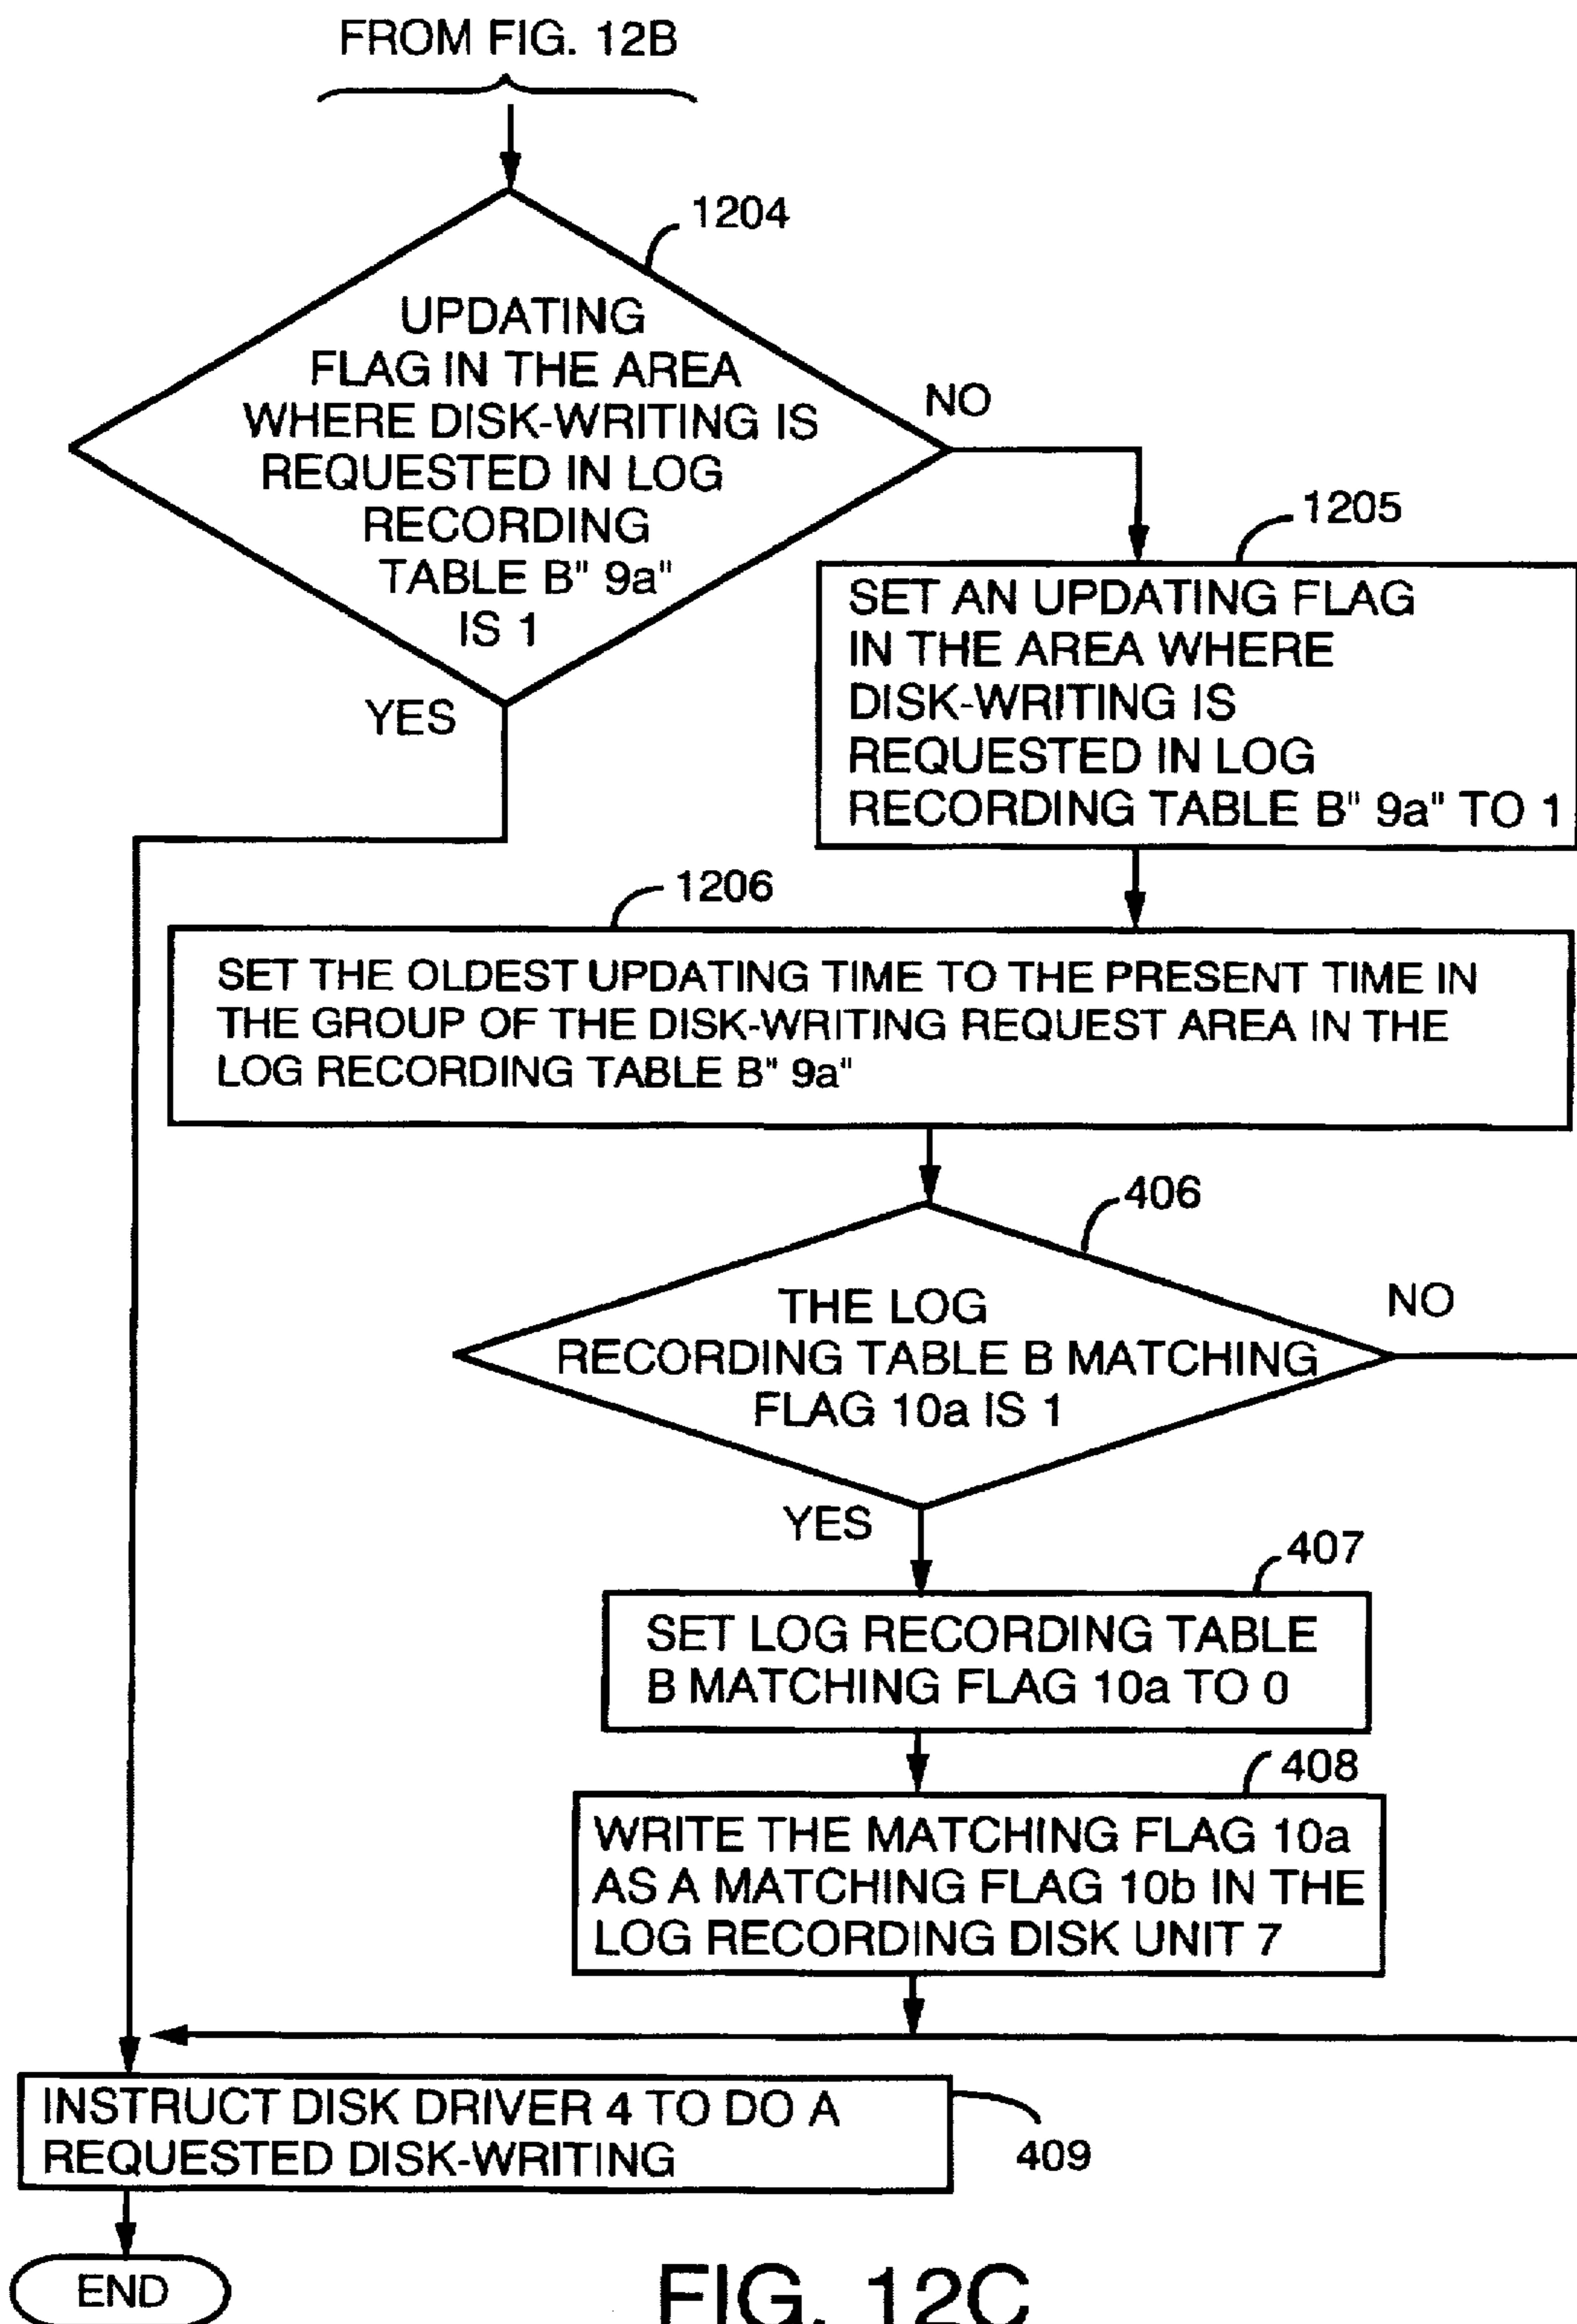 FROM FIG. 12B
1204
UPDATING
FLAG IN THE AREA
WHERE DISK-WRITING IS
REQUESTED IN LOG
RECORDING
TABLE B" 9a"
IS 1
NO
YES
1205
SET AN UPDATING FLAG
IN THE AREA WHERE
DISK-WRITING IS
REQUESTED IN LOG
RECORDING TABLE B" 9a" TO 1
1206
SET THE OLDEST UPDATING TIME TO THE PRESENT TIME IN
THE GROUP OF THE DISK-WRITING REQUEST AREA IN THE
LOG RECORDING TABLE B" 9a"
406
THE LOG
RECORDING TABLE B MATCHING
FLAG 10a IS 1
NO
YES
407
SET LOG RECORDING TABLE
B MATCHING FLAG 10a TO 0
408
WRITE THE MATCHING FLAG 10a
AS A MATCHING FLAG 10b IN THE
LOG RECORDING DISK UNIT 7
INSTRUCT DISK DRIVER 4 TO DO A
REQUESTED DISK-WRITING
409
END
FIG. 12C